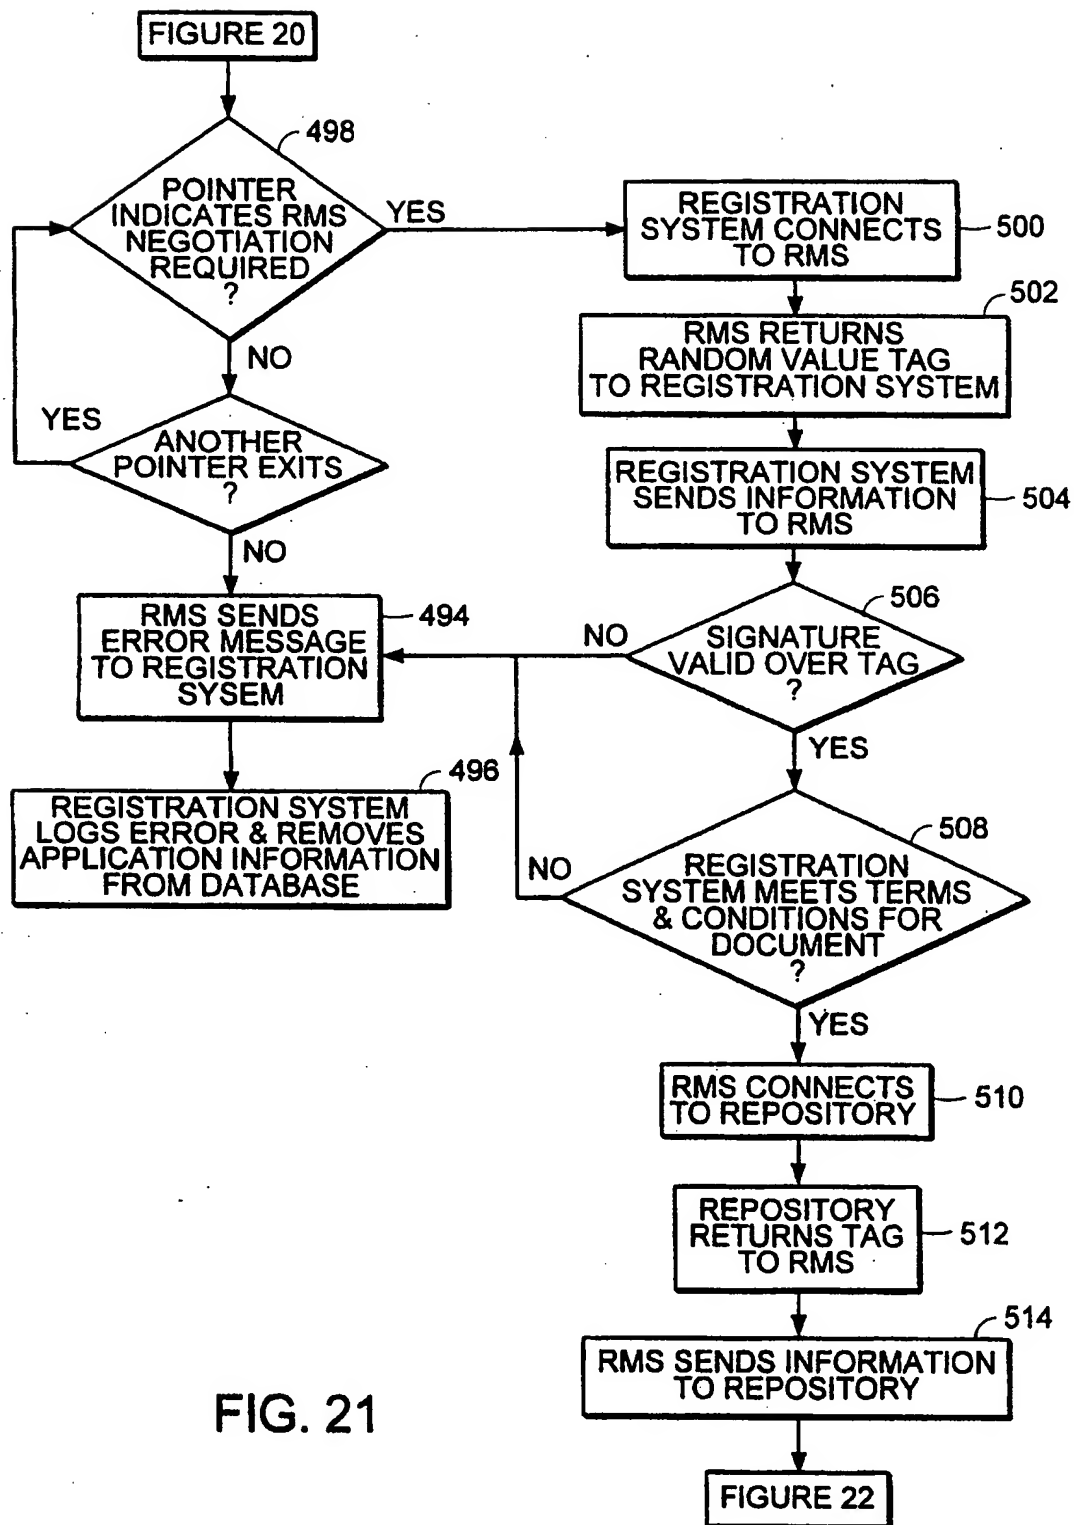 FIGURE 20
498
POINTER
INDICATES RMS
NEGOTIATION
REQUIRED
?
YES
NO
YES
ANOTHER
POINTER EXITS
?
NO
RMS SENDS
ERROR MESSAGE
TO REGISTRATION
SYSEM
494
496
REGISTRATION SYSTEM
LOGS ERROR & REMOVES
APPLICATION INFORMATION
FROM DATABASE
REGISTRATION
SYSTEM CONNECTS
TO RMS
500
502
RMS RETURNS
RANDOM VALUE TAG
TO REGISTRATION SYSTEM
REGISTRATION SYSTEM
SENDS INFORMATION
TO RMS
504
506
SIGNATURE
VALID OVER TAG
?
NO
YES
508
REGISTRATION
SYSTEM MEETS TERMS
& CONDITIONS FOR
DOCUMENT
?
NO
YES
RMS CONNECTS
TO REPOSITORY
510
REPOSITORY
RETURNS TAG
TO RMS
512
514
RMS SENDS INFORMATION
TO REPOSITORY
FIGURE 22
FIG. 21